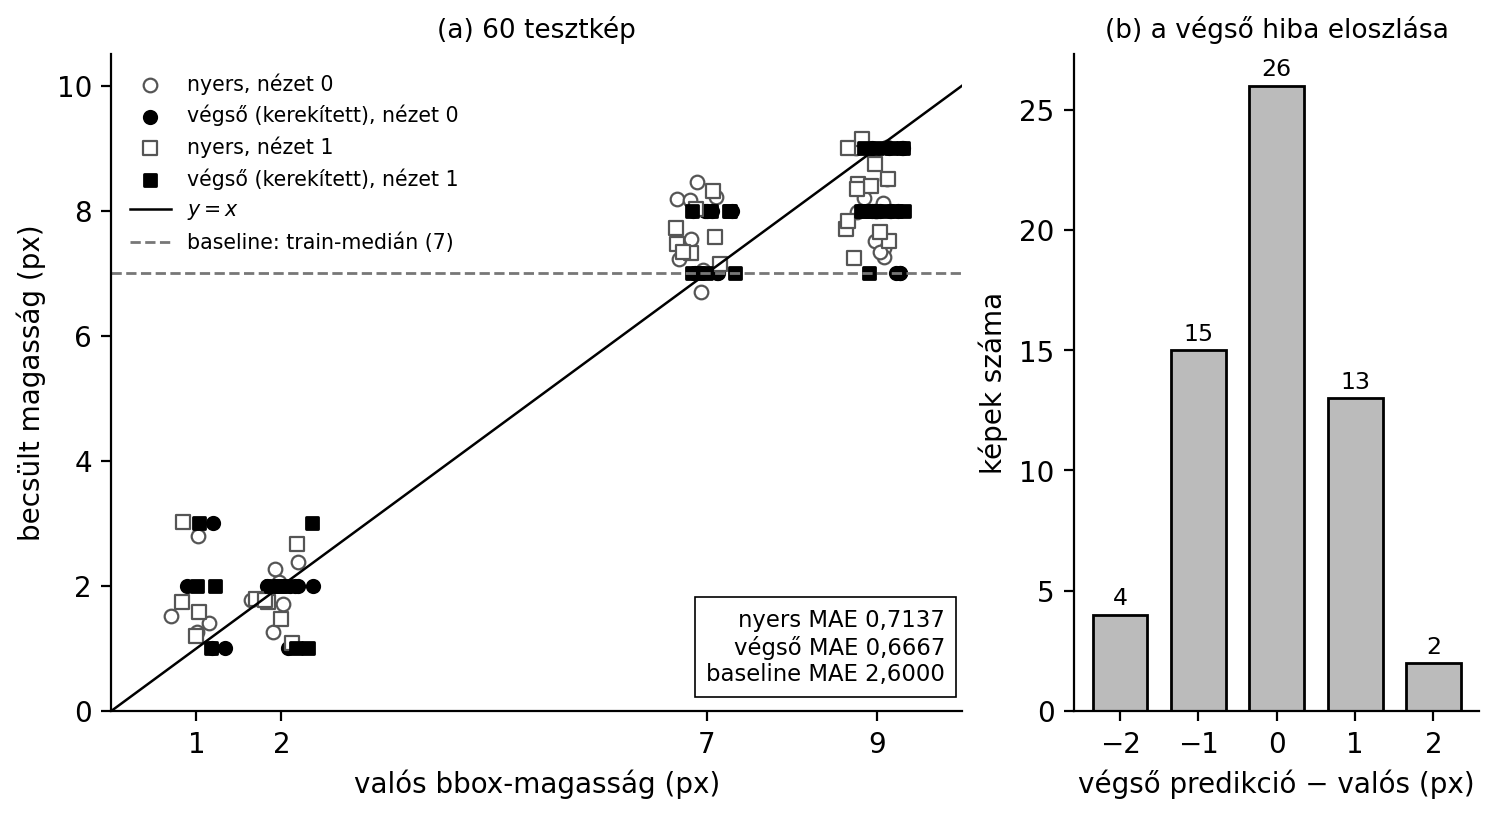 (a) 60 tesztkép
nyers, nézet 0
végső (kerekített), nézet 0
nyers, nézet 1
végső (kerekített), nézet 1
y = x
baseline: train-medián (7)
becsült magasság (px)
10
8
6
4
2
0
1
2
7
9
valós bbox-magasság (px)
nyers MAE 0,7137
végső MAE 0,6667
baseline MAE 2,6000
(b) a végső hiba eloszlása
képek száma
25
20
15
10
5
0
4
15
26
13
2
−2
−1
0
1
2
végső predikció − valós (px)